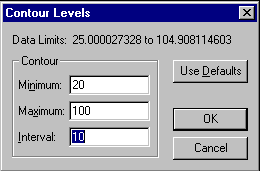 Contour Levels
Data Limits: 25.000027328 to 104.908114603
Contour
Minimum: 20
Maximum: 100
Interval: 10
Use Defaults
OK
Cancel